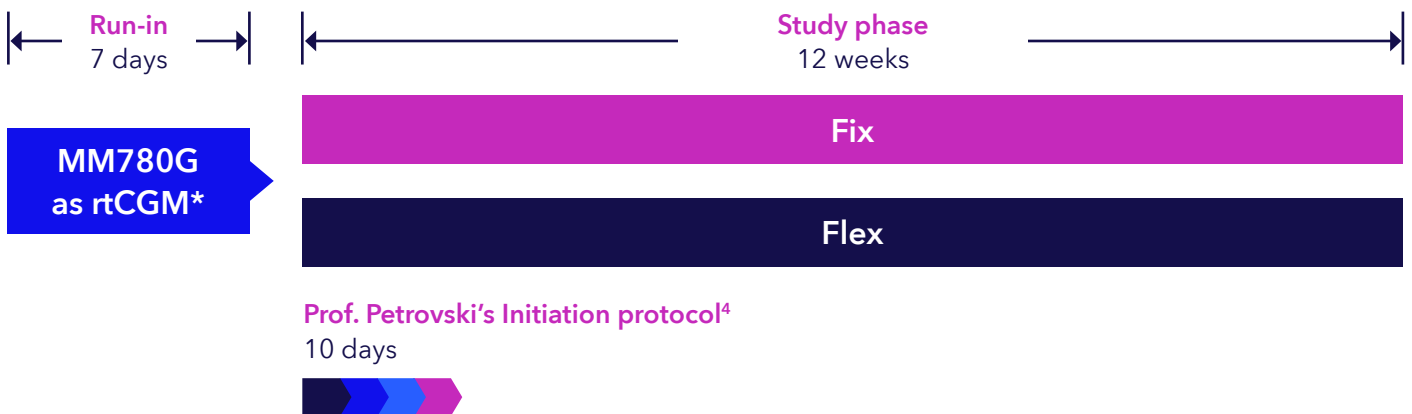 Run-in
7 days
Study phase
12 weeks
MM780G
as rtCGM*
Fix
Flex
Prof. Petrovski’s Initiation protocol⁴
10 days